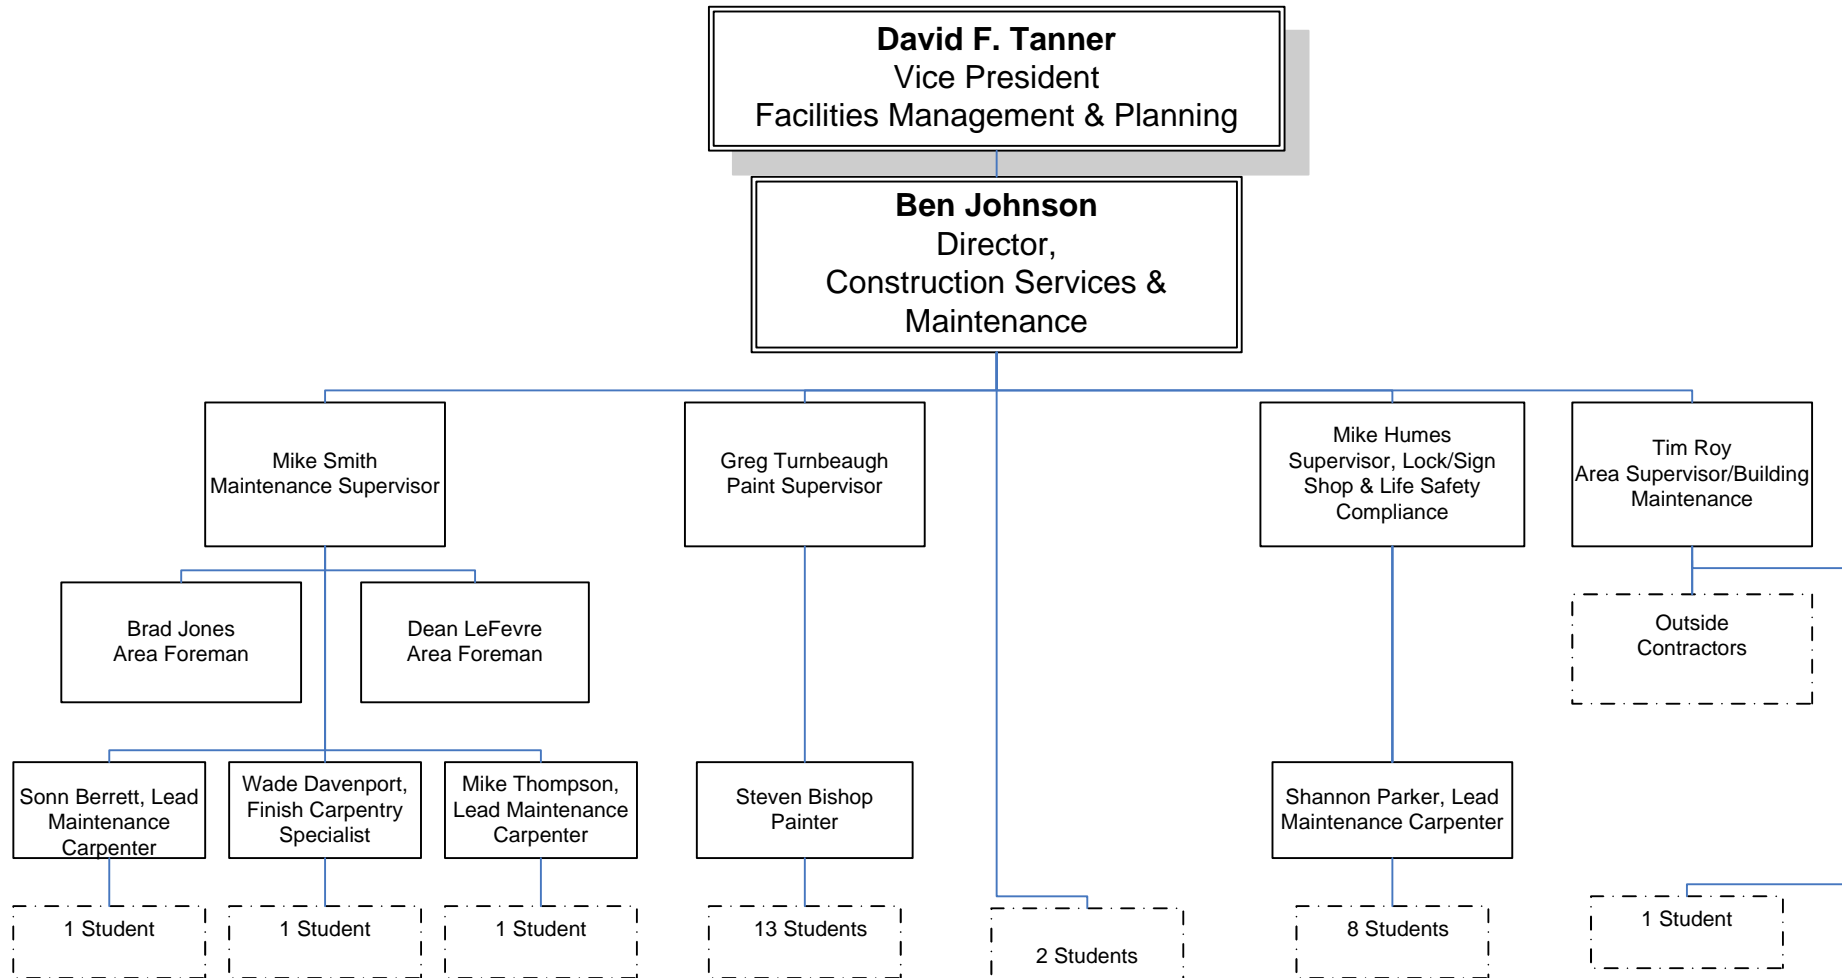 David F. Tanner
Vice President
Facilities Management & Planning
Ben Johnson
Director,
Construction Services &
Maintenance
Mike Smith
Maintenance Supervisor
Greg Turnbeaugh
Paint Supervisor
Mike Humes
Supervisor, Lock/Sign
Shop & Life Safety
Compliance
Tim Roy
Area Supervisor/Building
Maintenance
Brad Jones
Area Foreman
Dean LeFevre
Area Foreman
Outside
Contractors
Sonn Berrett, Lead
Maintenance
Carpenter
Wade Davenport,
Finish Carpentry
Specialist
Mike Thompson,
Lead Maintenance
Carpenter
Steven Bishop
Painter
Shannon Parker, Lead
Maintenance Carpenter
1 Student
1 Student
1 Student
13 Students
2 Students
8 Students
1 Student